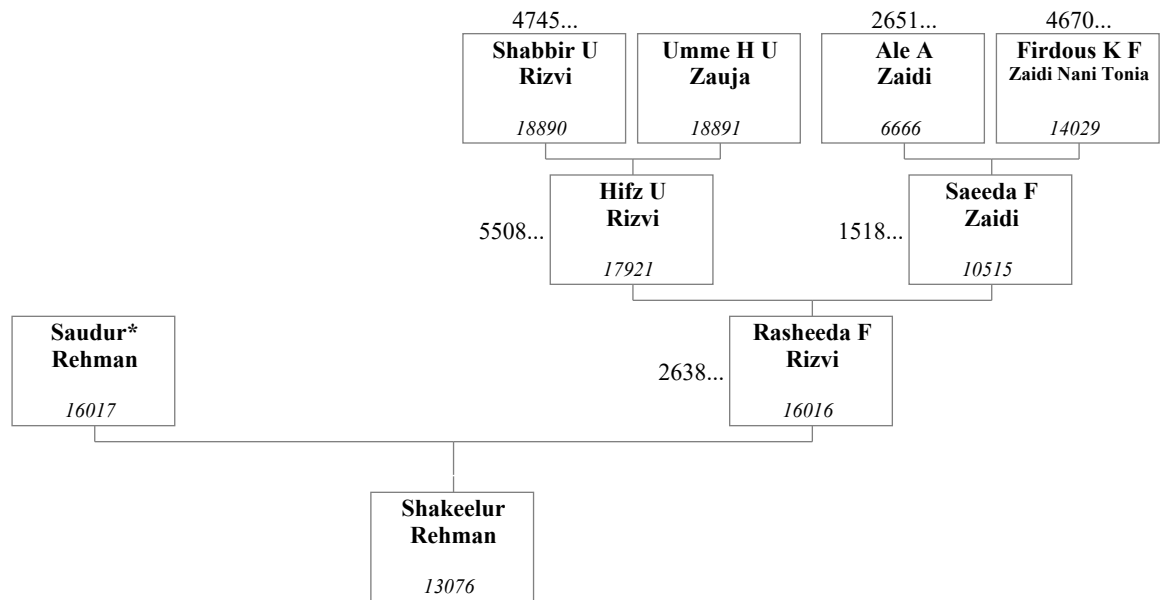 4745...
2651...
4670...
Shabbir U
Rizvi
18890
Umme H U
Zauja
18891
Ale A
Zaidi
6666
Firdous K F
Zaidi Nani Tonia
14029
5508...
Hifz U
Rizvi
17921
1518...
Saeeda F
Zaidi
10515
Saudur*
Rehman
16017
2638...
Rasheeda F
Rizvi
16016
Shakeelur
Rehman
13076